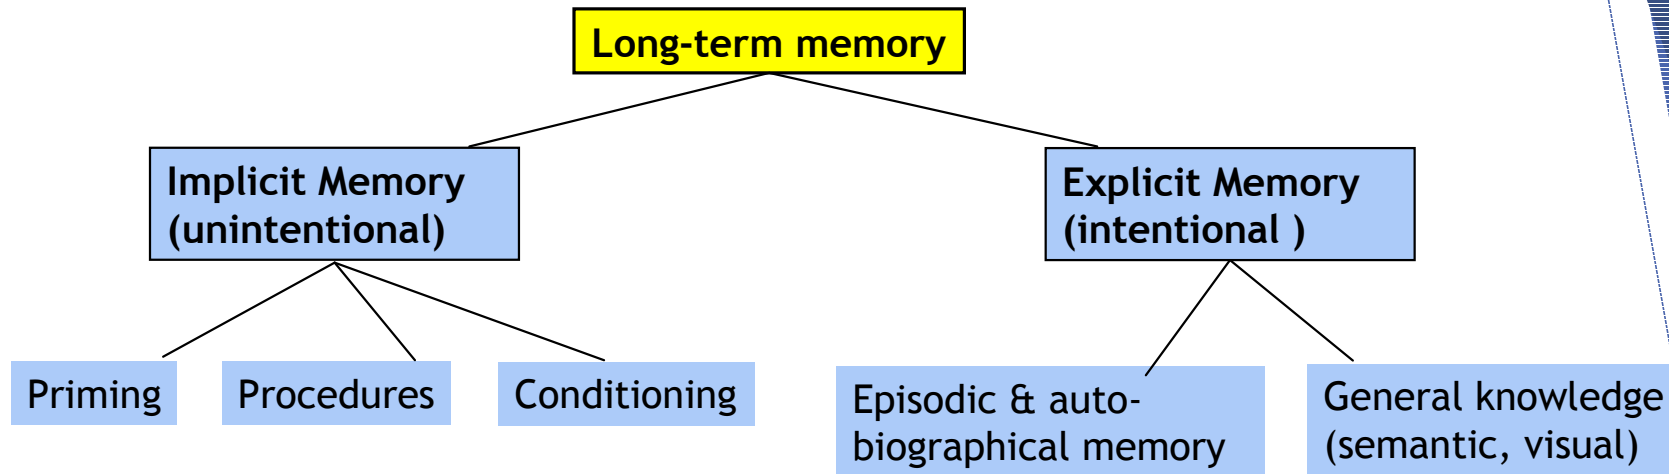 Long-term memory
Implicit Memory
(unintentional)
Explicit Memory
(intentional )
Priming
Procedures
Conditioning
Episodic & auto-
biographical memory
General knowledge
(semantic, visual)